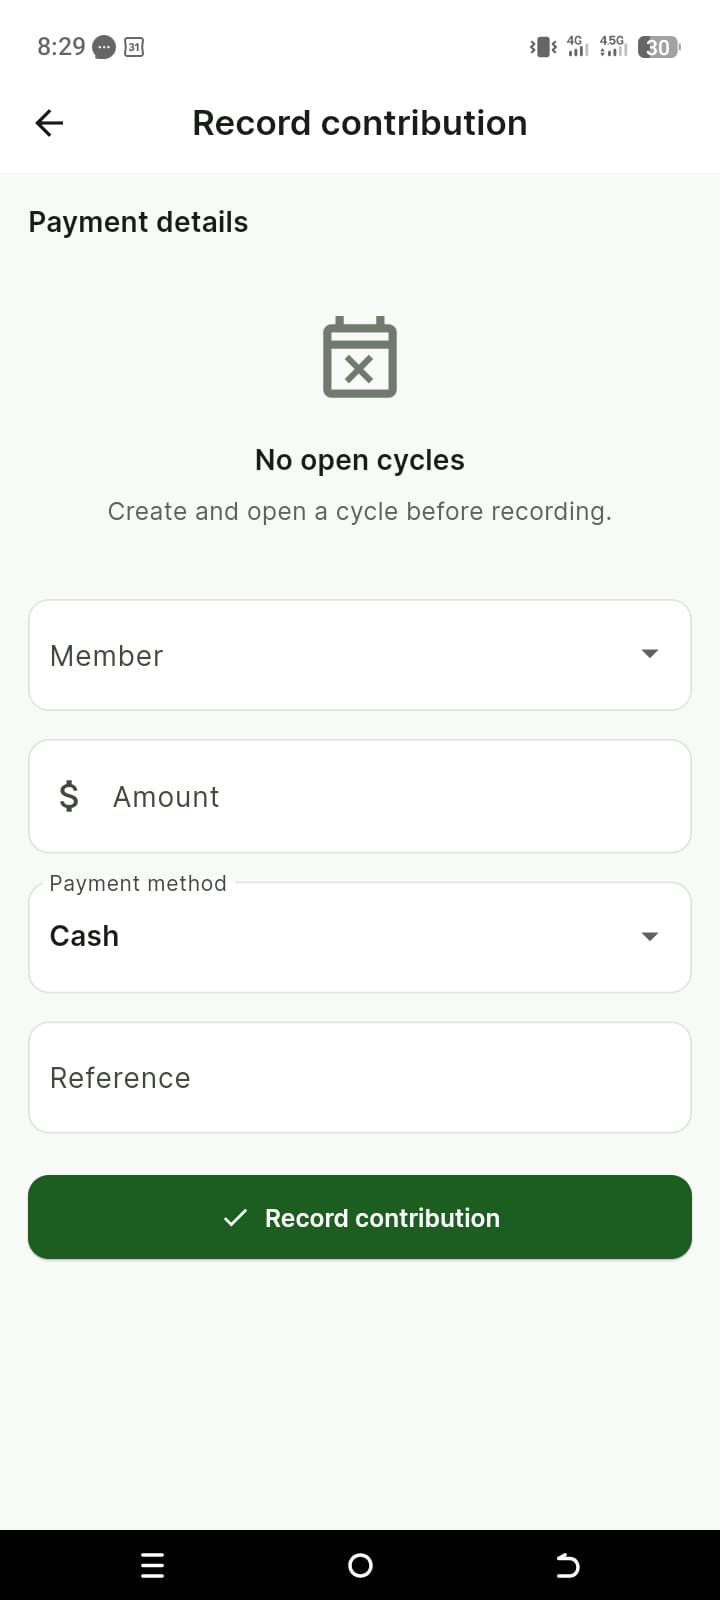 8:29 31 4G 4.5G 30
Record contribution
Payment details
No open cycles
Create and open a cycle before recording.
Member
$ Amount
Payment method
Cash
Reference
Record contribution